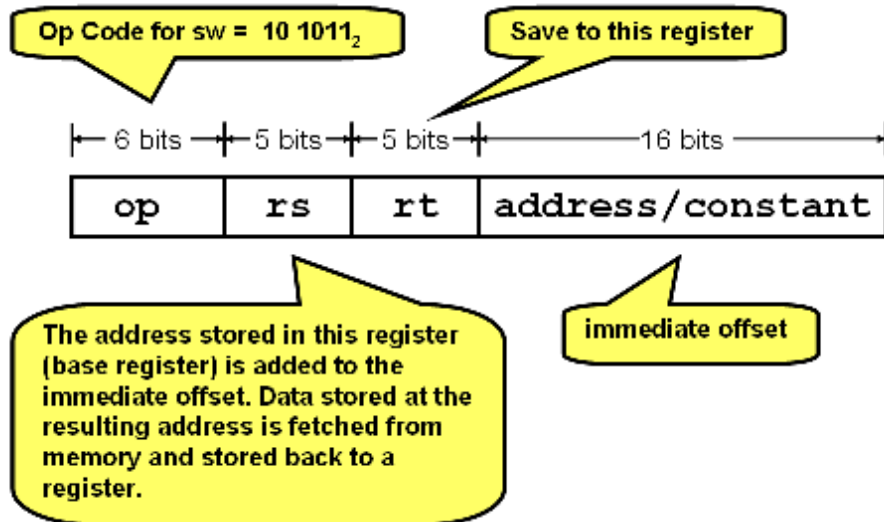 Op Code for sw = 10 1011₂
Save to this register
6 bits
5 bits
5 bits
16 bits
op
rs
rt
address/constant
The address stored in this register
(base register) is added to the
immediate offset. Data stored at the
resulting address is fetched from
memory and stored back to a
register.
immediate offset